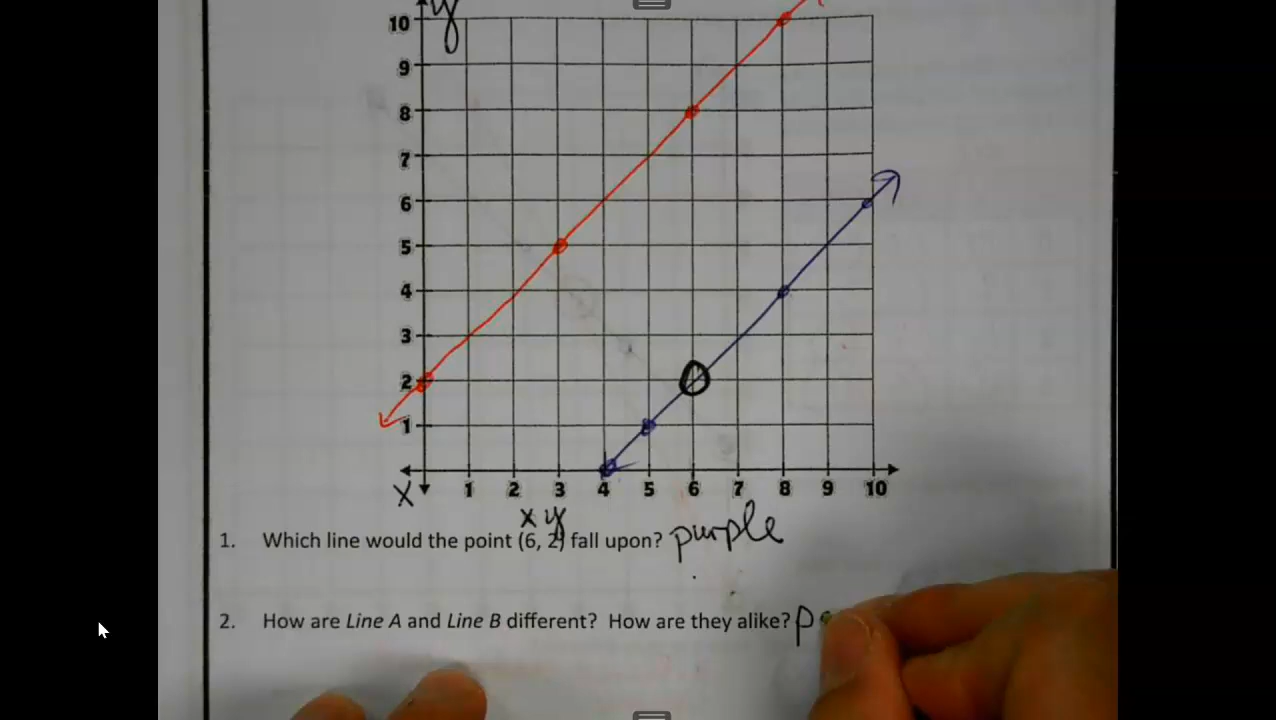 y
10
9
8
7
6
5
4
3
2
1
x 1 2 3 4 5 6 7 8 9 10
x y
1. Which line would the point (6, 2) fall upon? purple
2. How are Line A and Line B different? How are they alike?